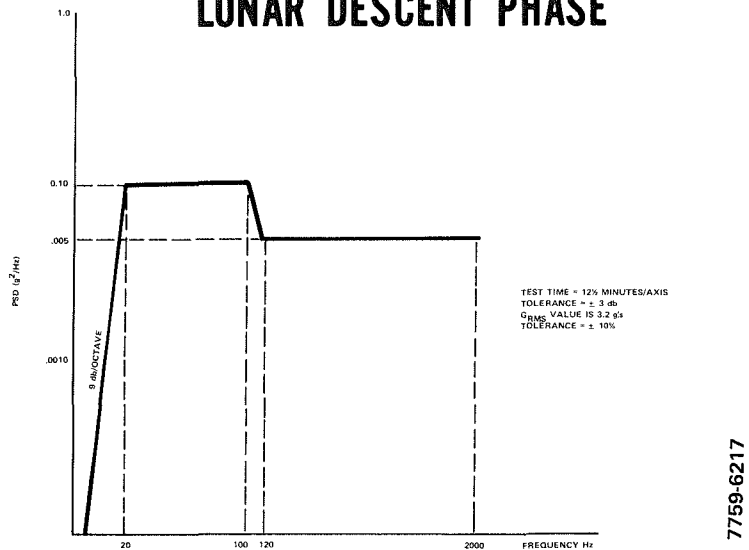 LUNAR DESCENT PHASE
1.0
0.10
.005
PSD (g²/Hz)
.0010
9 db/OCTAVE
TEST TIME = 12½ MINUTES/AXIS
TOLERANCE = ± 3 db
GRMS VALUE IS 3.2 g's
TOLERANCE = ± 10%
20
100
120
2000
FREQUENCY Hz
7759-6217